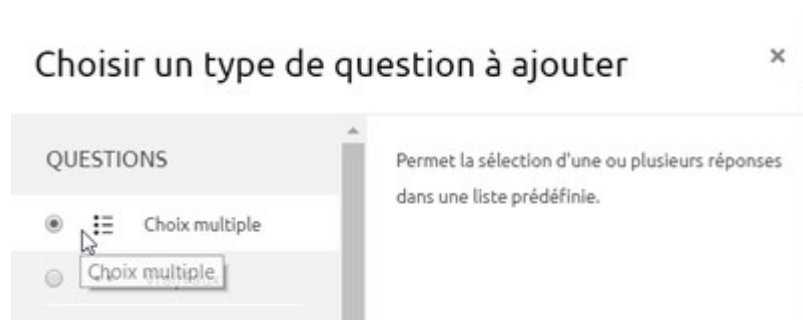 Choisir un type de question à ajouter
×
QUESTIONS
Choix multiple
Choix multiple
Permet la sélection d'une ou plusieurs réponses
dans une liste prédéfinie.